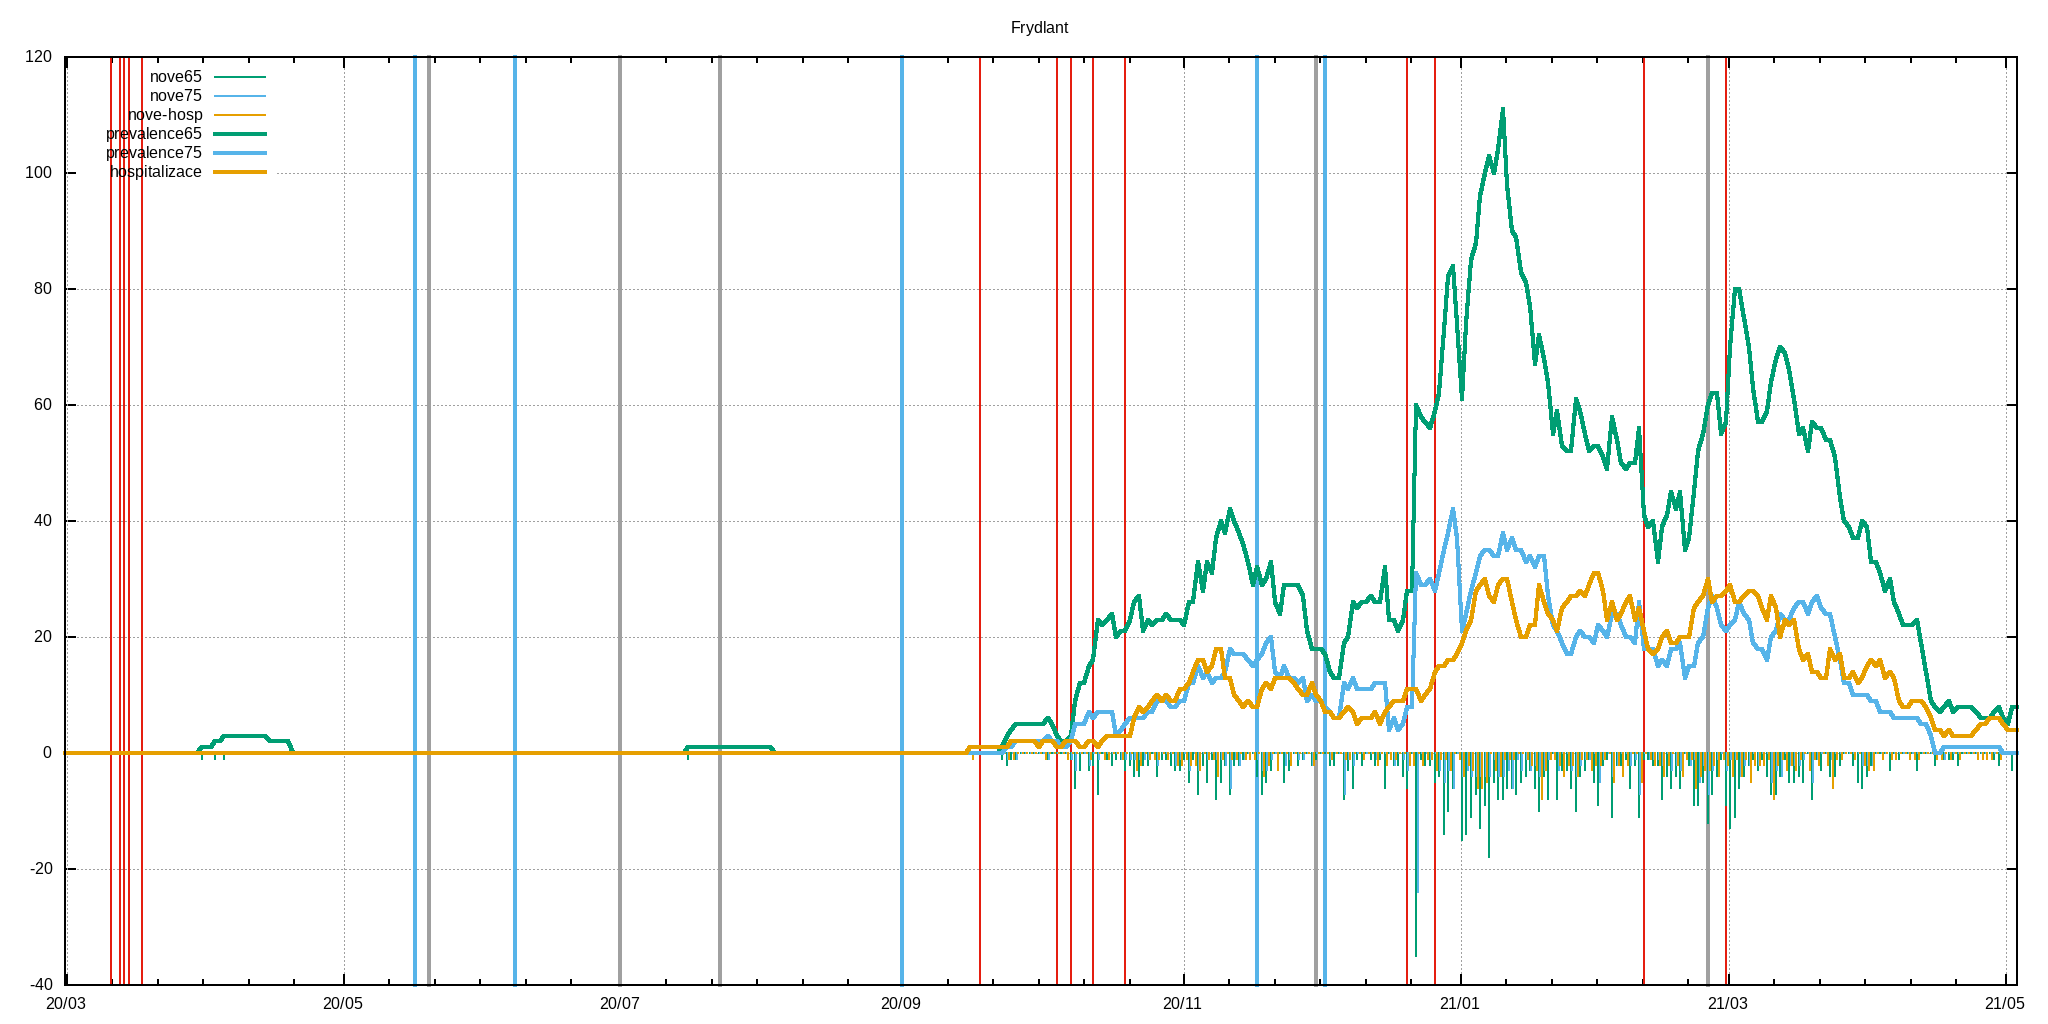 Frydlant
120
100
80
60
40
20
0
-20
-40
nove65
nove75
nove-hosp
prevalence65
prevalence75
hospitalizace
20/03 20/05 20/07 20/09 20/11 21/01 21/03 21/05